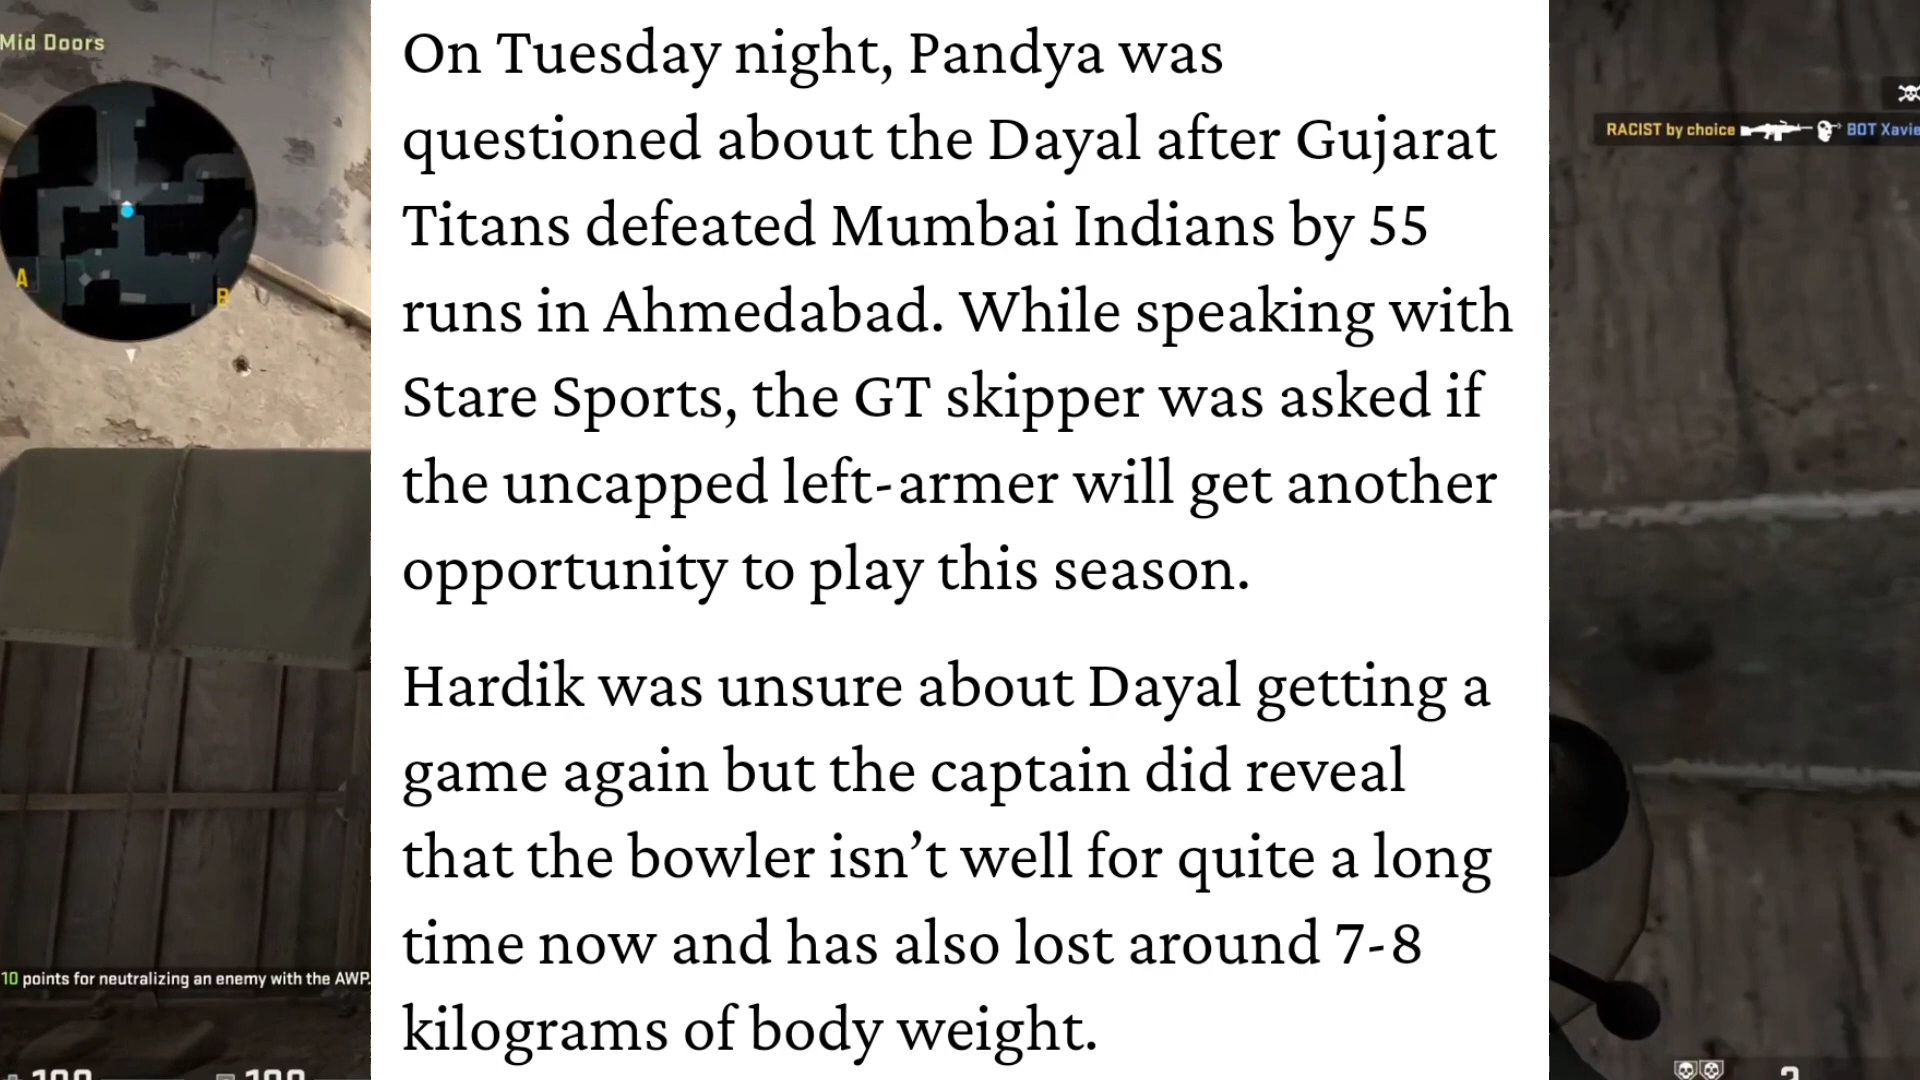 Mid Doors
A
B
On Tuesday night, Pandya was
questioned about the Dayal after Gujarat
Titans defeated Mumbai Indians by 55
runs in Ahmedabad. While speaking with
Stare Sports, the GT skipper was asked if
the uncapped left-armer will get another
opportunity to play this season.
Hardik was unsure about Dayal getting a
game again but the captain did reveal
that the bowler isn’t well for quite a long
time now and has also lost around 7-8
kilograms of body weight.
RACIST by choice BOT Xavie
10 points for neutralizing an enemy with the AWP.
100 100